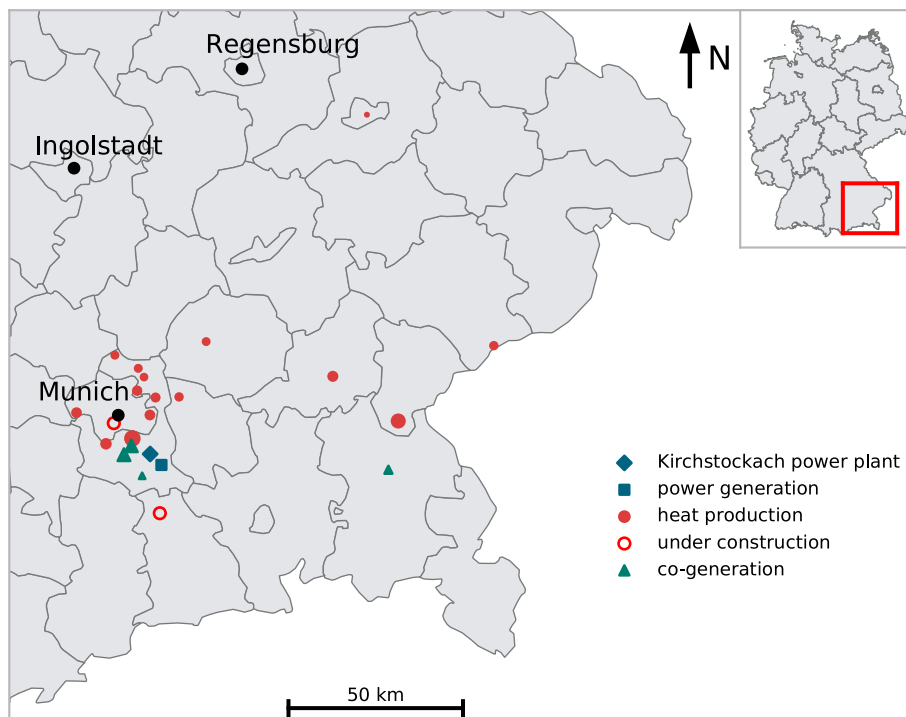 Regensburg
N
Ingolstadt
Munich
Kirchstockach power plant
power generation
heat production
under construction
co-generation
50 km